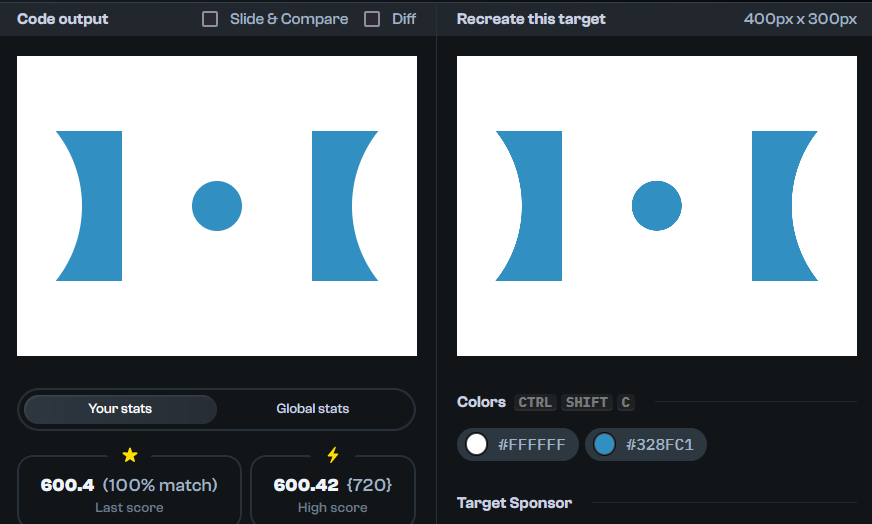 Code output
Slide & Compare
Diff
Recreate this target
400px x 300px
Your stats
Global stats
600.4 (100% match)
Last score
600.42 {720}
High score
Colors CTRL SHIFT C
#FFFFFF
#328FC1
Target Sponsor